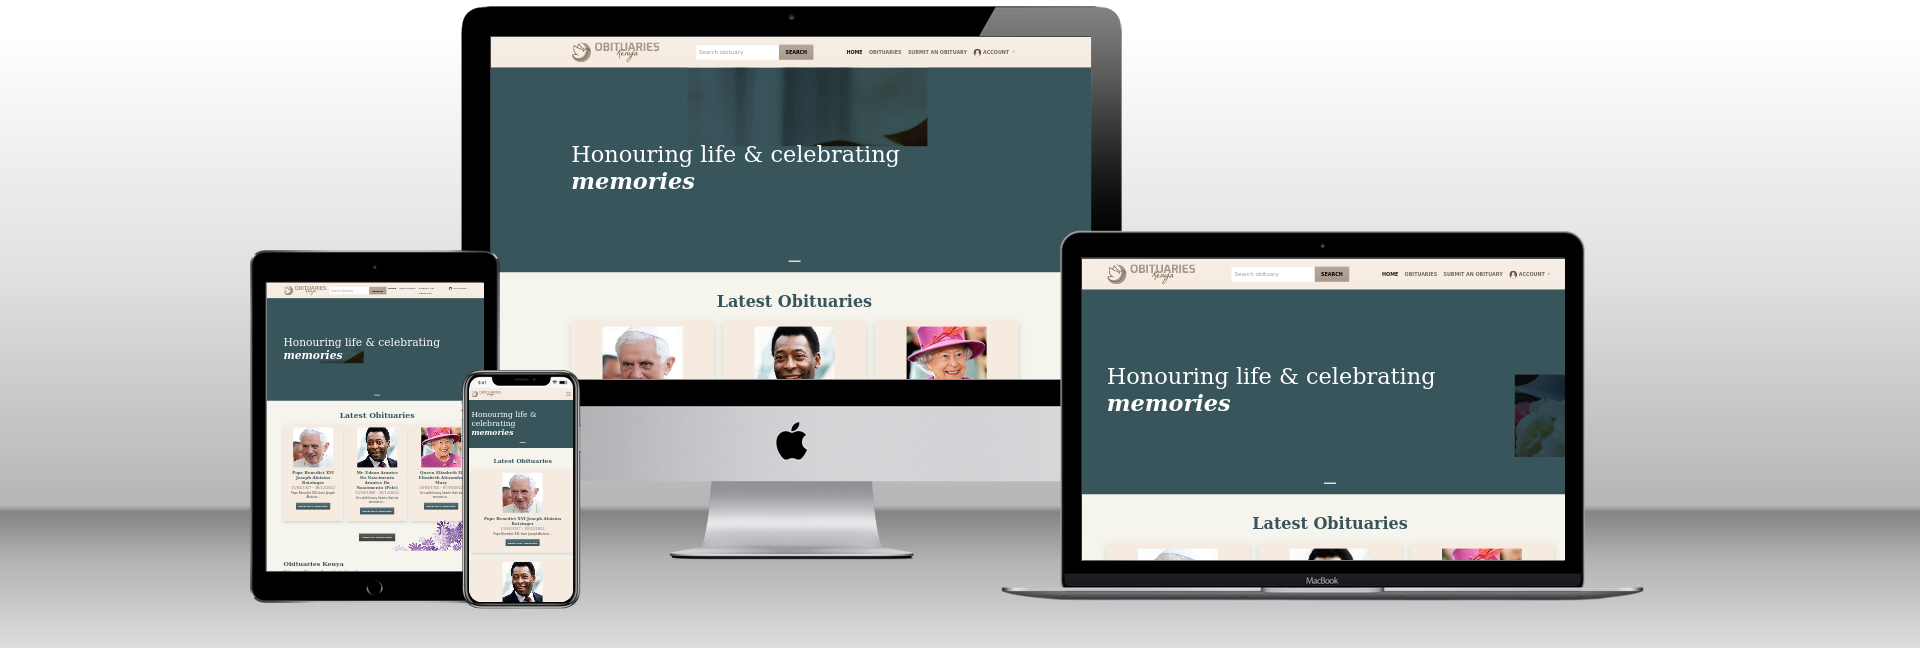 OBITUARIES
Kenya
Search obituary
SEARCH
HOME
OBITUARIES
SUBMIT AN OBITUARY
ACCOUNT
Honouring life & celebrating
memories
Latest Obituaries
OBITUARIES
Kenya
Honouring life & celebrating
memories
Latest Obituaries
Pope Benedict XVI
Joseph Aloisius
Ratzinger
Mr. Edson Arantes
Do Nascimento
Arantes Do
Nascimento (Pelé)
Queen Elizabeth II
Elizabeth Alexandra
Mary
Obituaries Kenya
9:41
Honouring life &
celebrating
memories
Latest Obituaries
Pope Benedict XVI Joseph Aloisius
Ratzinger
OBITUARIES
Kenya
Search obituary
SEARCH
HOME
OBITUARIES
SUBMIT AN OBITUARY
ACCOUNT
Honouring life & celebrating
memories
Latest Obituaries
MacBook